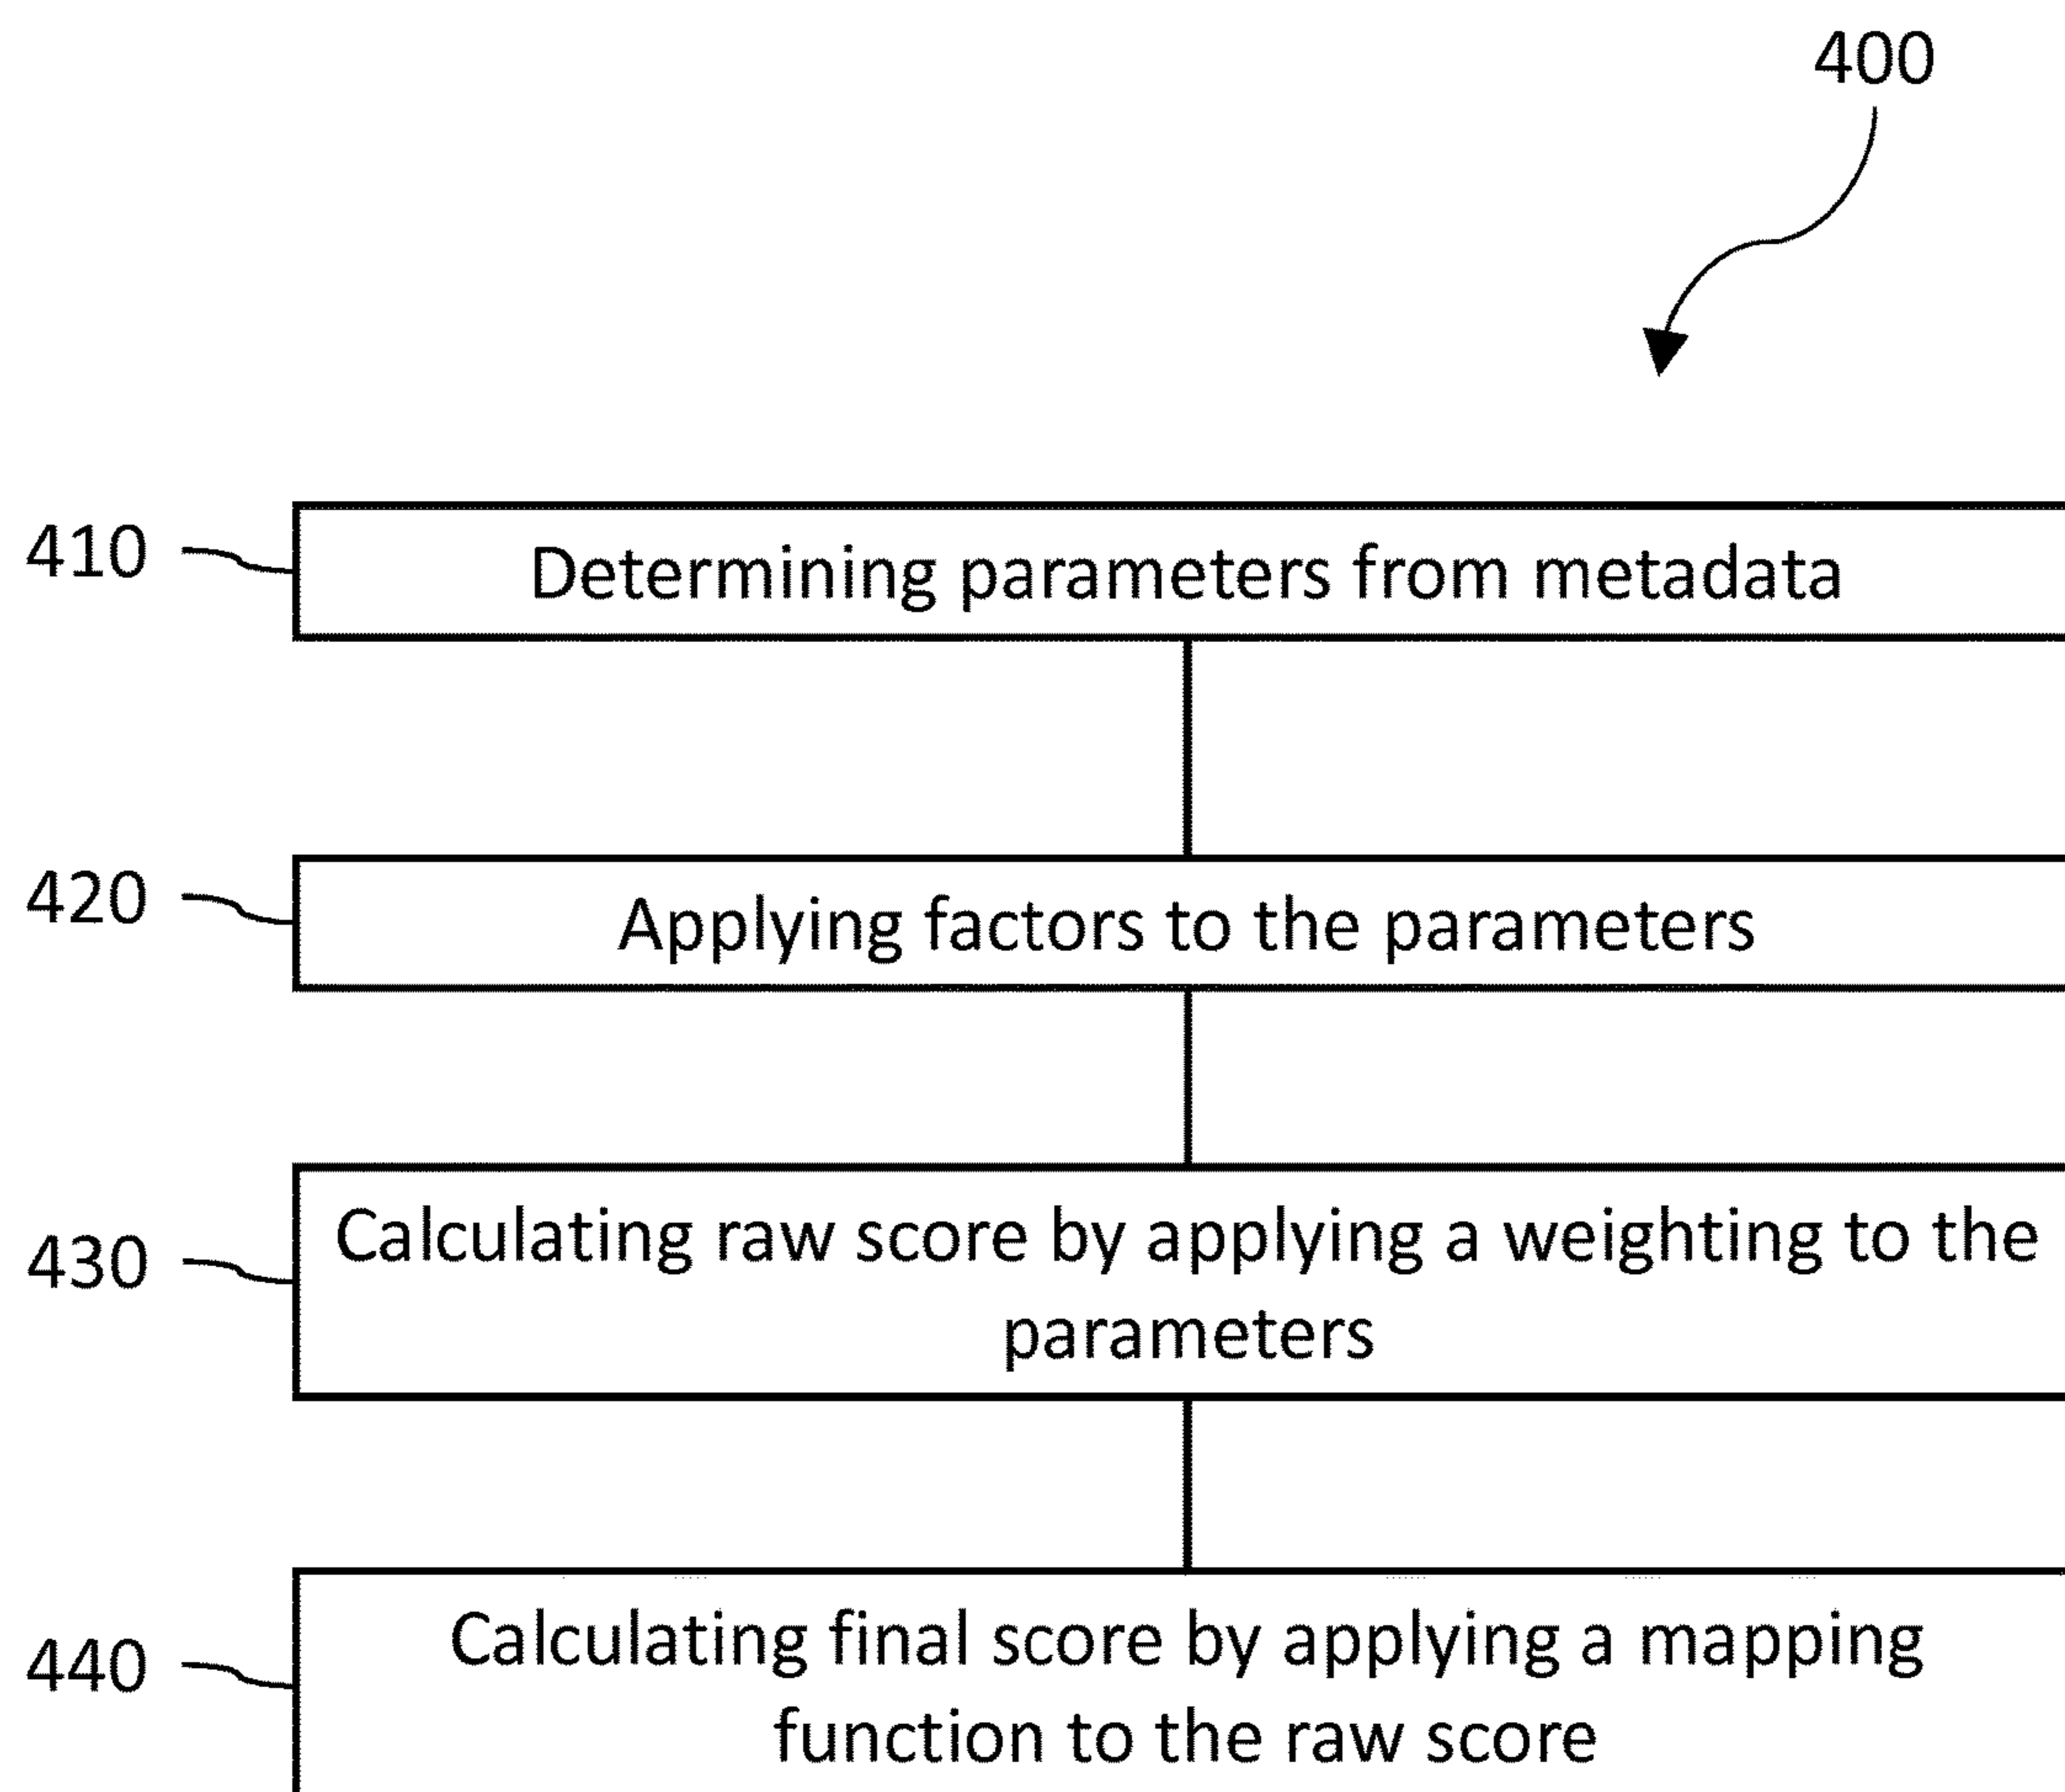 400
410
Determining parameters from metadata
420
Applying factors to the parameters
430
Calculating raw score by applying a weighting to the
parameters
440
Calculating final score by applying a mapping
function to the raw score